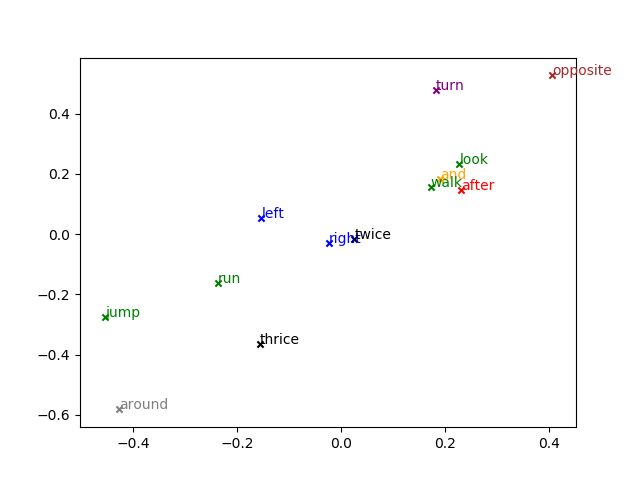 opposite
turn
0.4
look
0.2
and
walk
after
left
0.0
right
twice
run
−0.2
jump
thrice
−0.4
around
−0.6
−0.4
−0.2
0.0
0.2
0.4